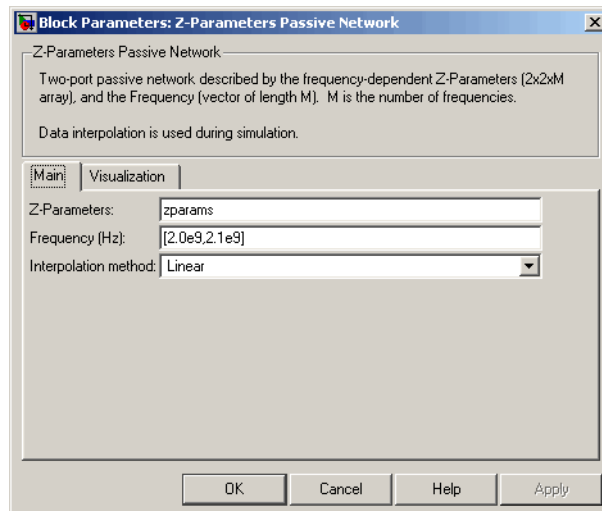 Block Parameters: Z-Parameters Passive Network
Z-Parameters Passive Network
Two-port passive network described by the frequency-dependent Z-Parameters (2x2xM
array), and the Frequency (vector of length M).  M is the number of frequencies.
Data interpolation is used during simulation.
Main Visualization
Z-Parameters: zparams
Frequency (Hz): [2.0e9,2.1e9]
Interpolation method: Linear
OK Cancel Help Apply